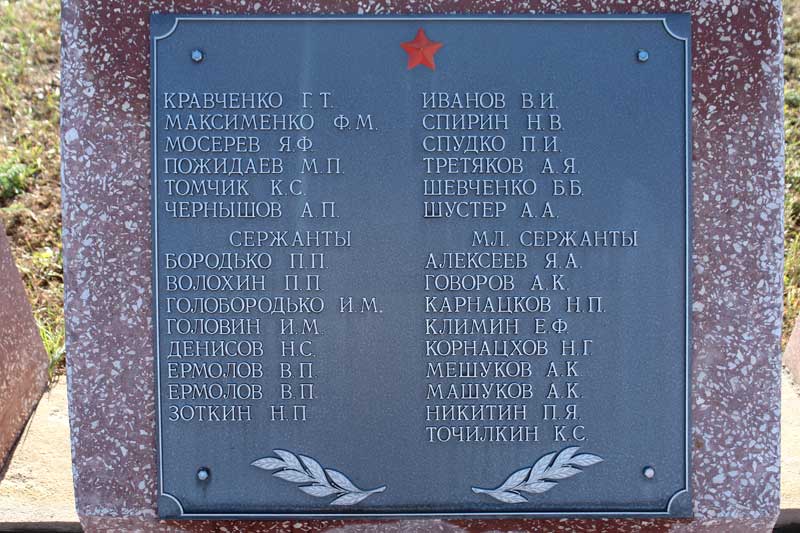 КРАВЧЕНКО Г.Т.
МАКСИМЕНКО Ф.М.
МОСЕРЕВ Я.Ф.
ПОЖИДАЕВ М.П.
ТОМЧИК К.С.
ЧЕРНЫШОВ А.П.
СЕРЖАНТЫ
БОРОДЬКО П.П.
ВОЛОХИН П.П.
ГОЛОБОРОДЬКО И.М.
ГОЛОВИН И.М.
ДЕНИСОВ Н.С.
ЕРМОЛОВ В.П.
ЕРМОЛОВ В.П.
ЗОТКИН Н.П
ИВАНОВ В.И.
СПИРИН Н.В.
СПУДКО П.И.
ТРЕТЯКОВ А.Я.
ШЕВЧЕНКО Б.Б.
ШУСТЕР А.А.
МЛ. СЕРЖАНТЫ
АЛЕКСЕЕВ Я.А.
ГОВОРОВ А.К.
КАРНАЦКОВ Н.П.
КЛИМИН Е.Ф.
КОРНАЦХОВ Н.Г.
МЕШУКОВ А.К.
МАШУКОВ А.К.
НИКИТИН П.Я.
ТОЧИЛКИН К.С